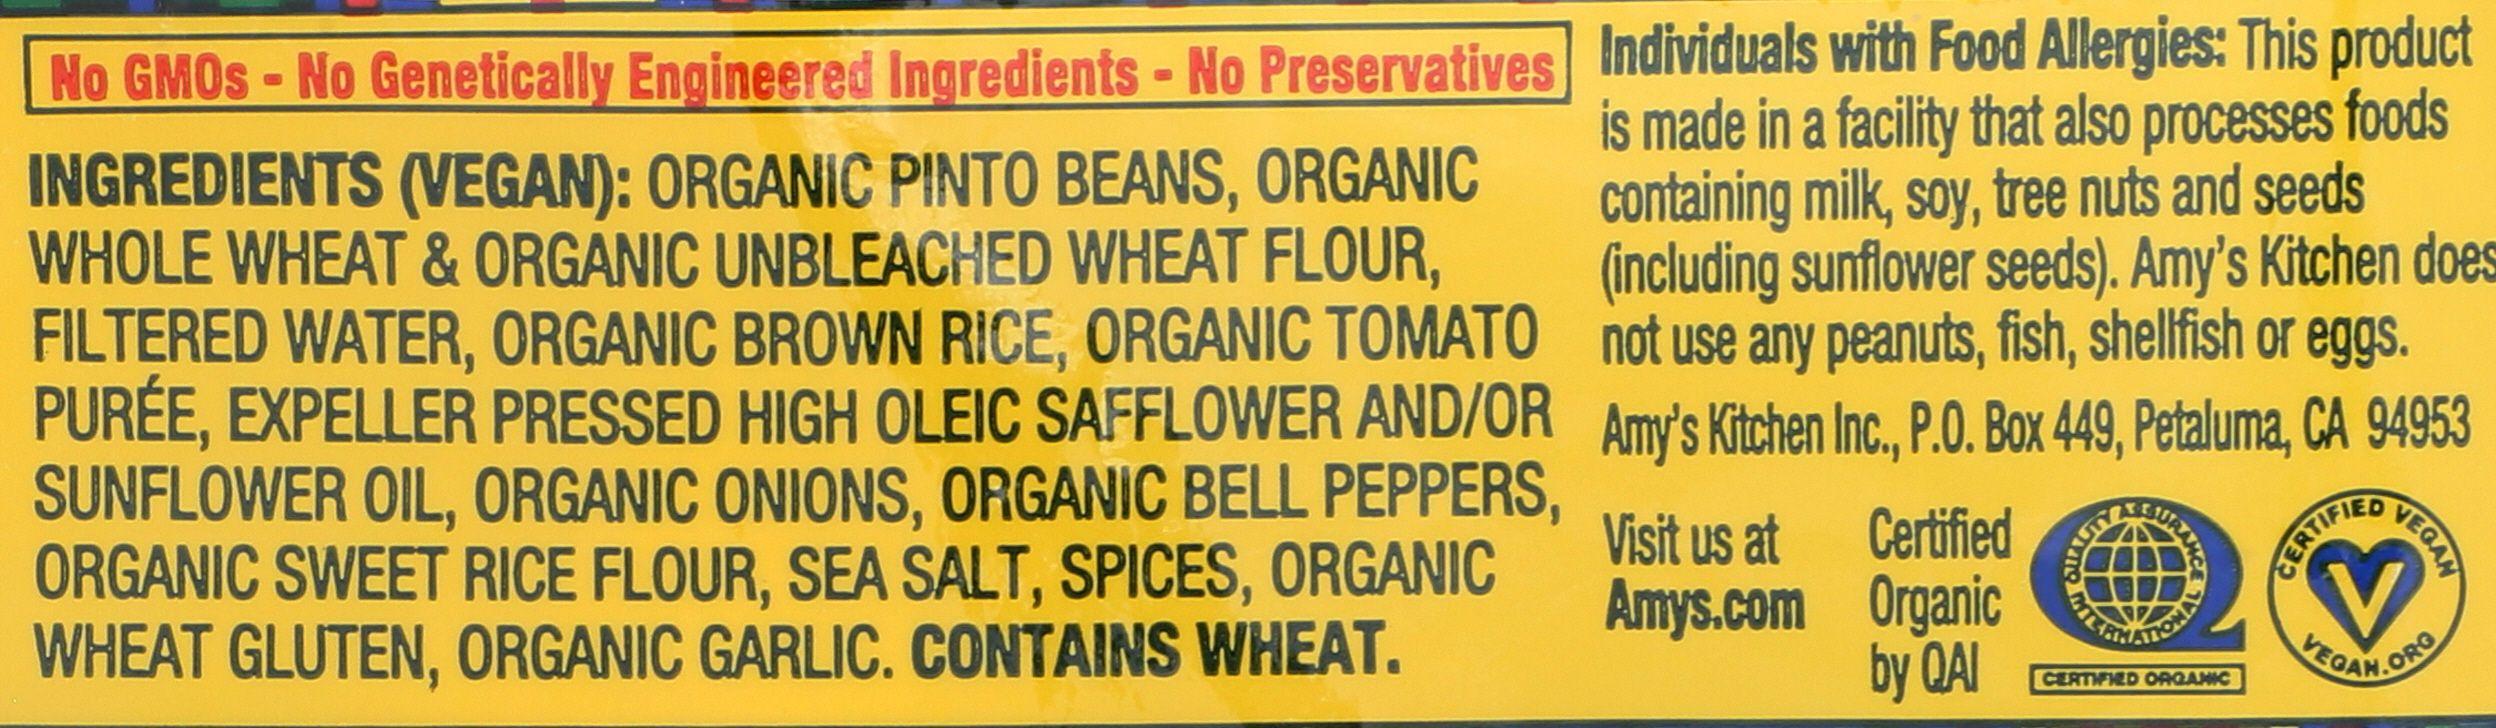 No GMOs - No Genetically Engineered Ingredients - No Preservatives
INGREDIENTS (VEGAN): ORGANIC PINTO BEANS, ORGANIC
WHOLE WHEAT & ORGANIC UNBLEACHED WHEAT FLOUR,
FILTERED WATER, ORGANIC BROWN RICE, ORGANIC TOMATO
PURÉE, EXPELLER PRESSED HIGH OLEIC SAFFLOWER AND/OR
SUNFLOWER OIL, ORGANIC ONIONS, ORGANIC BELL PEPPERS,
ORGANIC SWEET RICE FLOUR, SEA SALT, SPICES, ORGANIC
WHEAT GLUTEN, ORGANIC GARLIC. CONTAINS WHEAT.
Individuals with Food Allergies: This product
is made in a facility that also processes foods
containing milk, soy, tree nuts and seeds
(including sunflower seeds). Amy's Kitchen does
not use any peanuts, fish, shellfish or eggs.
Amy's Kitchen Inc., P.O. Box 449, Petaluma, CA 94953
Visit us at
Amys.com
Certified
Organic
by QAI
QUALITY ASSURANCE
INTERNATIONAL
CERTIFIED ORGANIC
CERTIFIED VEGAN
V
VEGAN.ORG